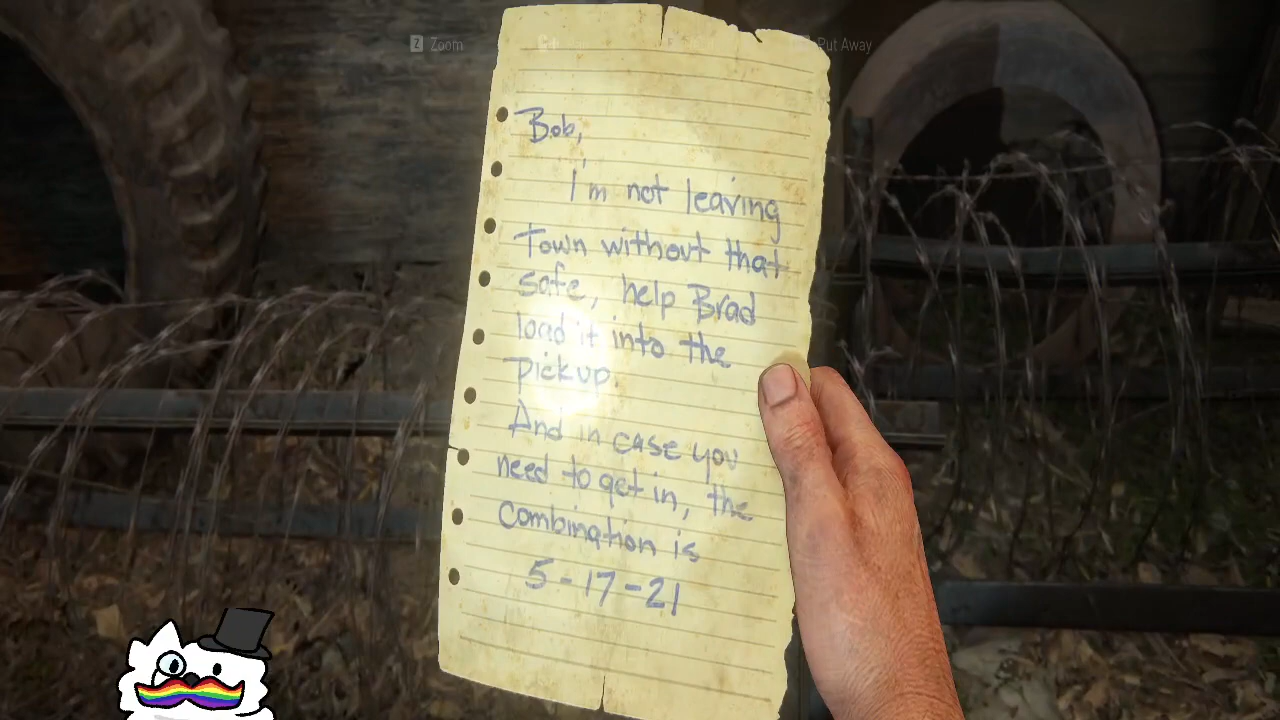 Z Zoom
Put Away
Bob,
I'm not leaving
Town without that
safe, help Brad
load it into the
Pickup
And in case you
need to get in, the
Combination is
5-17-21